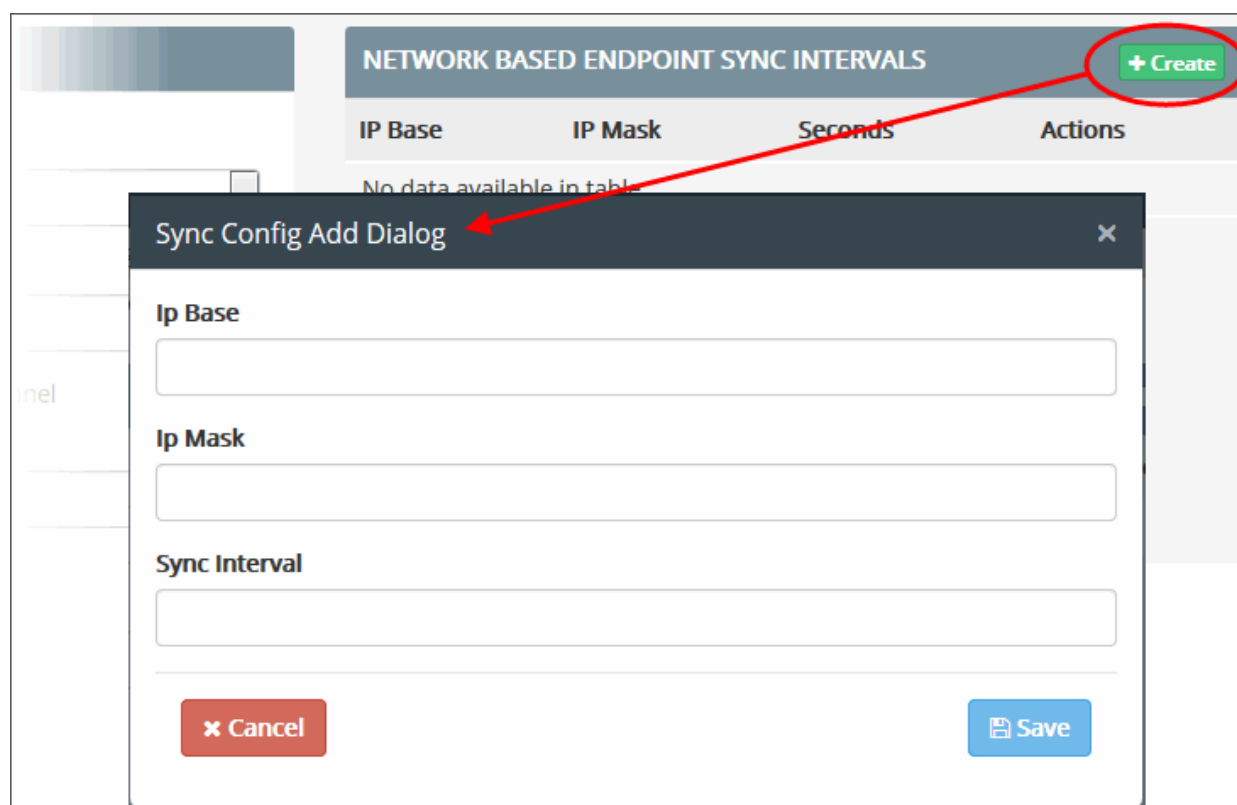 NETWORK BASED ENDPOINT SYNC INTERVALS
+ Create
IP Base IP Mask Seconds Actions
No data available in table
Sync Config Add Dialog ×
Ip Base
nel
Ip Mask
Sync Interval
× Cancel Save